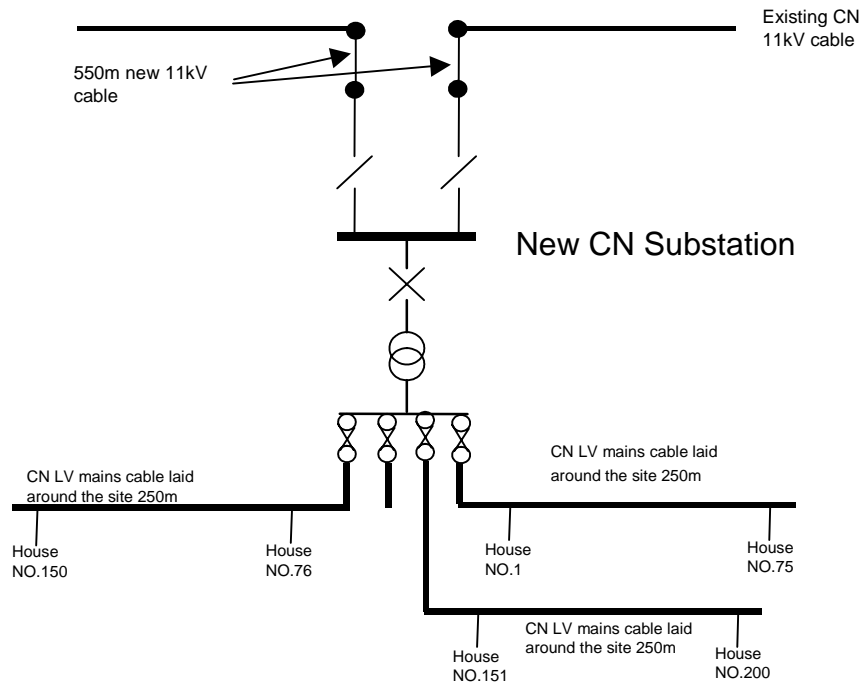 Existing CN
11kV cable
550m new 11kV
cable
New CN Substation
CN LV mains cable laid
around the site 250m
CN LV mains cable laid
around the site 250m
House
NO.150
House
NO.76
House
NO.1
House
NO.75
CN LV mains cable laid
around the site 250m
House
NO.151
House
NO.200